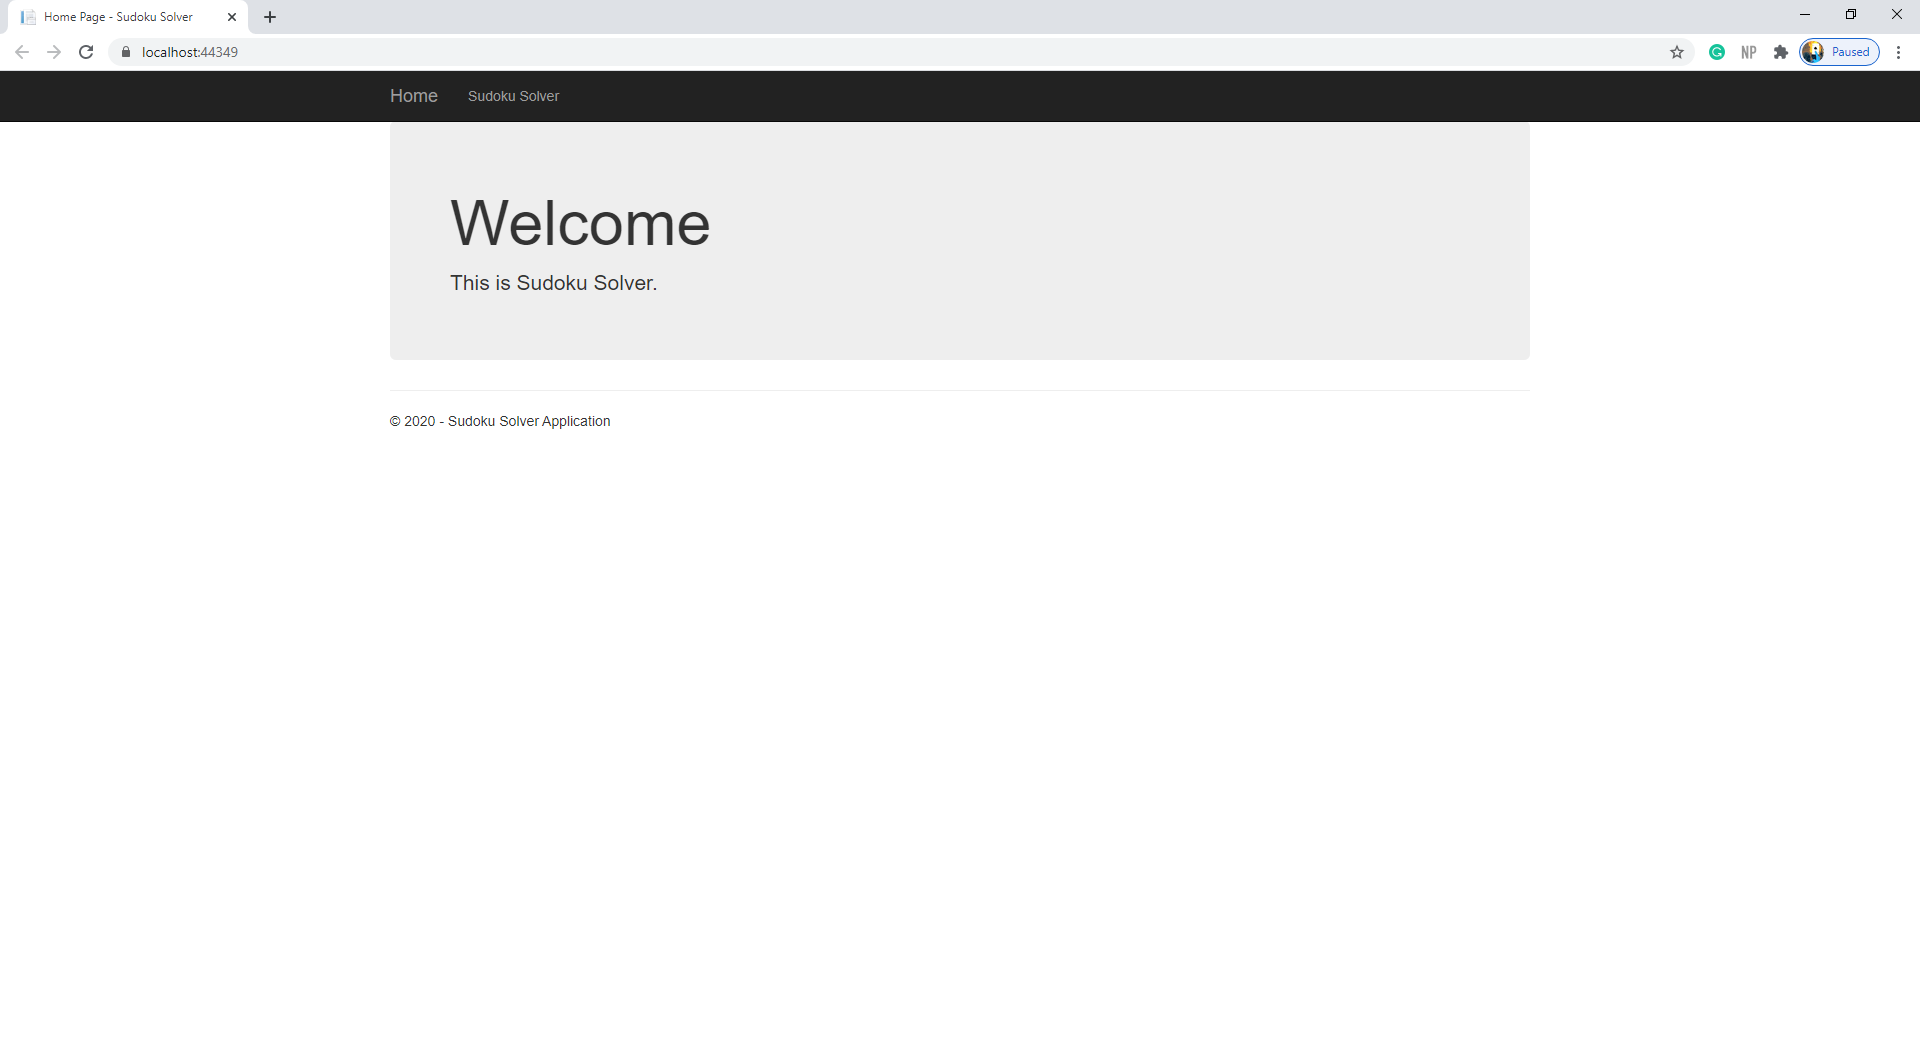 Home Page - Sudoku Solver
localhost:44349
NP
Paused
Home Sudoku Solver
Welcome
This is Sudoku Solver.
© 2020 - Sudoku Solver Application